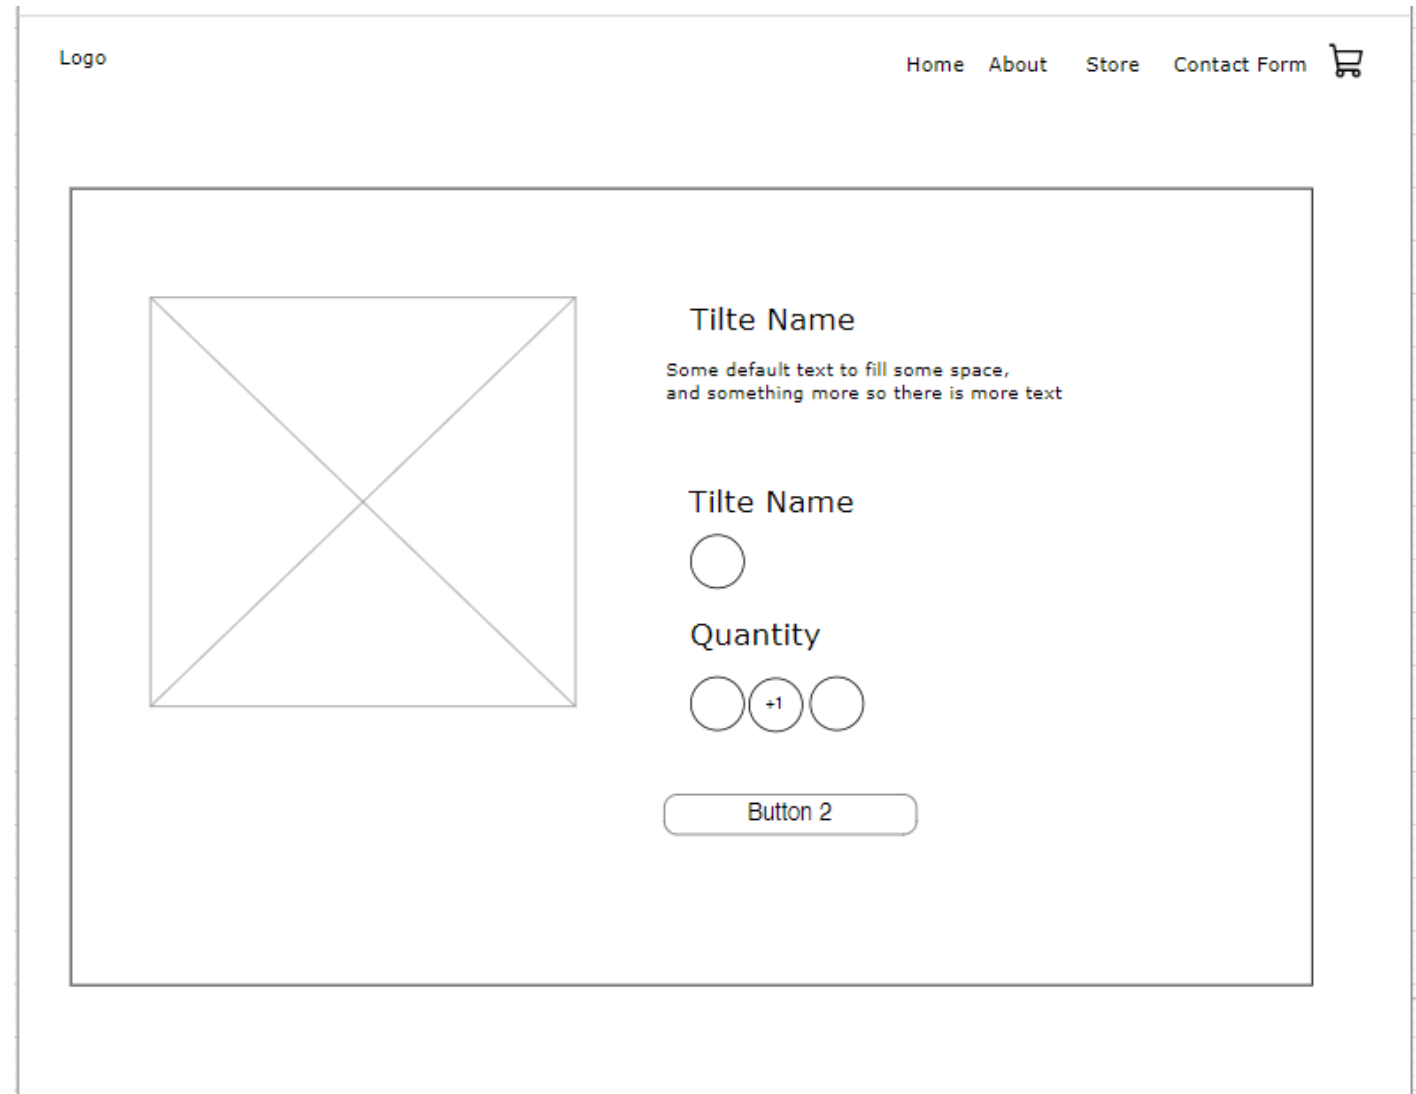 Logo
Home About Store Contact Form
Tilte Name
Some default text to fill some space,
and something more so there is more text
Tilte Name
Quantity
+1
Button 2